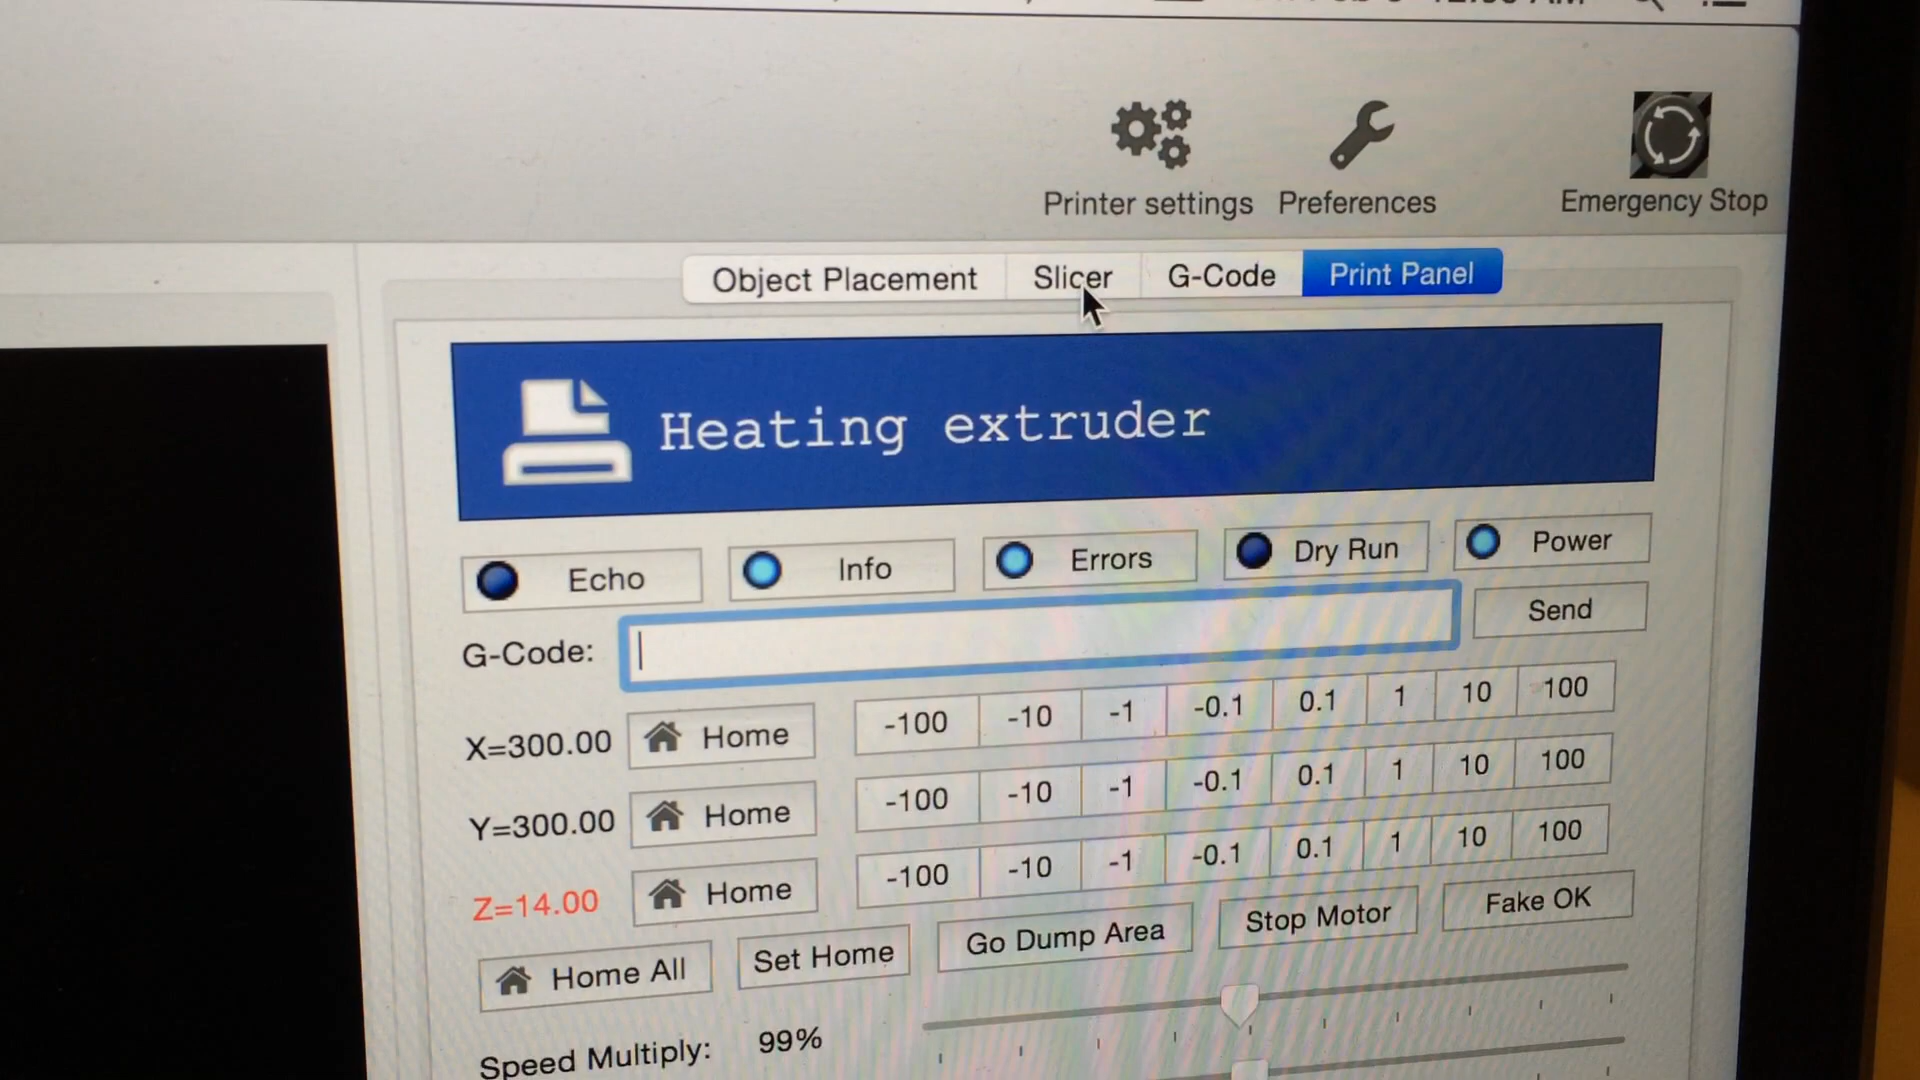 Printer settings Preferences Emergency Stop
Object Placement Slicer G-Code Print Panel
Heating extruder
Echo Info Errors Dry Run Power
G-Code: Send
X=300.00 Home -100 -10 -1 -0.1 0.1 1 10 100
Y=300.00 Home -100 -10 -1 -0.1 0.1 1 10 100
Z=14.00 Home -100 -10 -1 -0.1 0.1 1 10 100
Home All Set Home Go Dump Area Stop Motor Fake OK
Speed Multiply: 99%